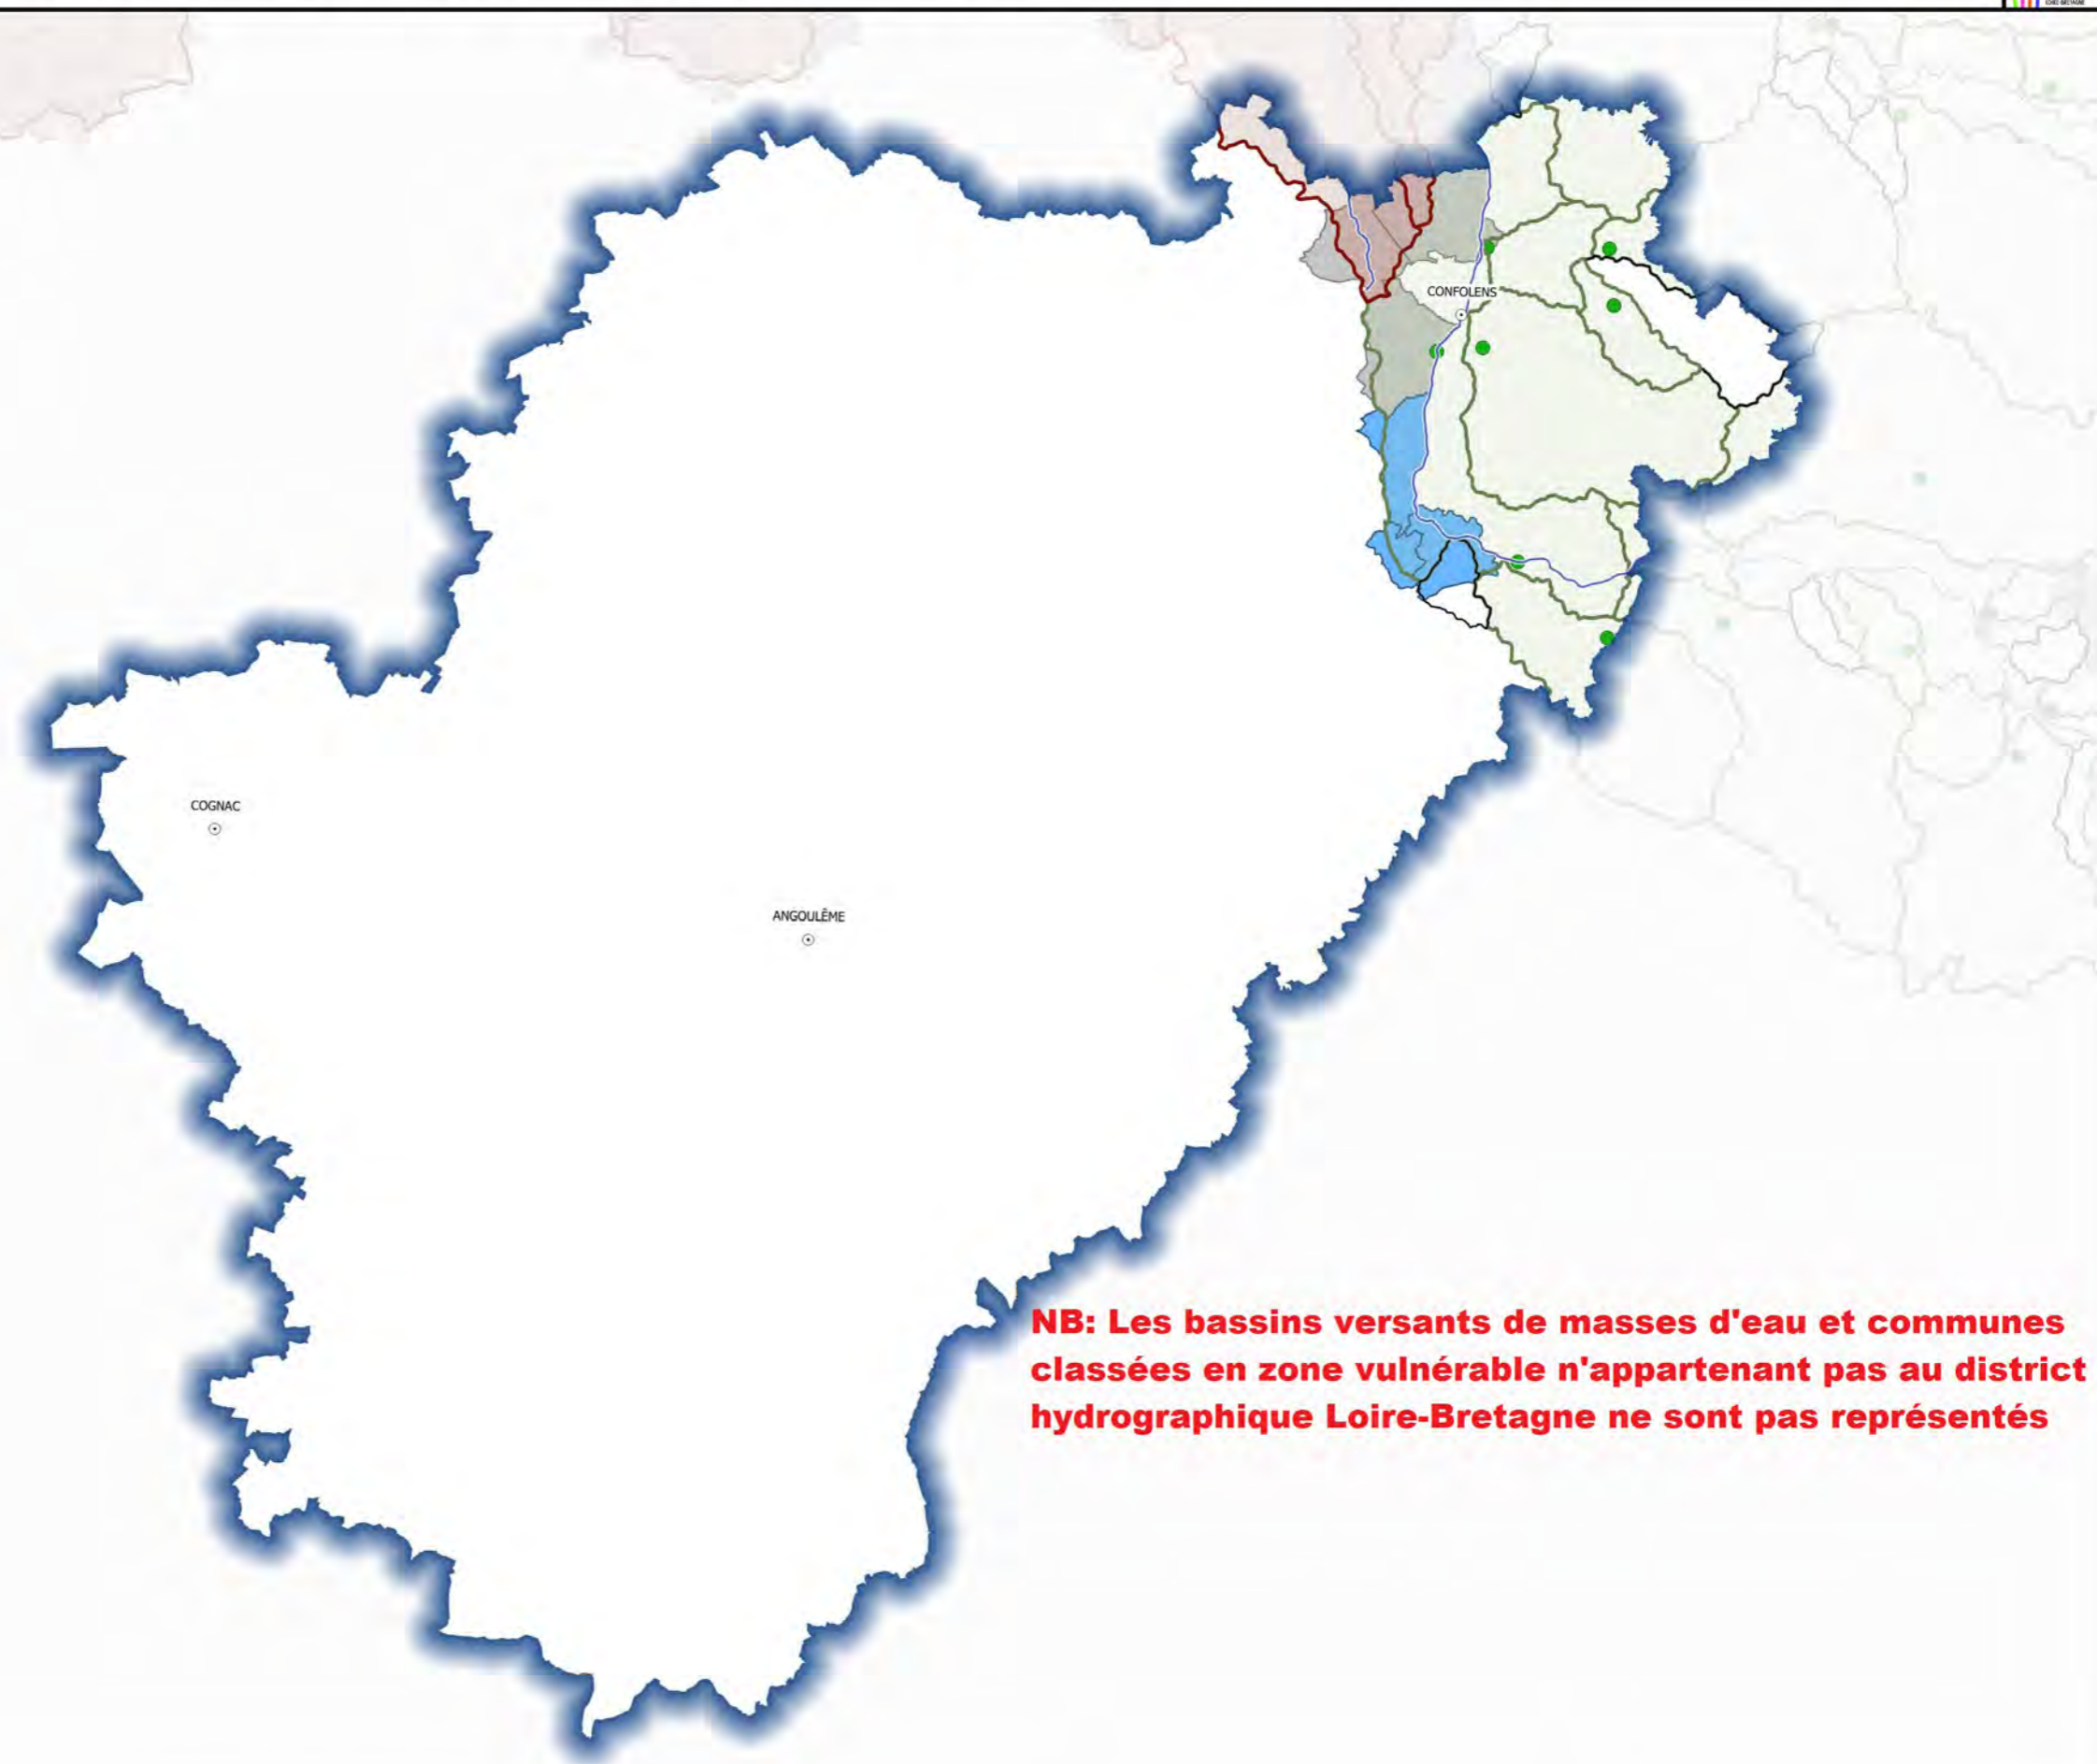 CONFOLENS
COGNAC
ANGOULÊME
NB: Les bassins versants de masses d'eau et communes
classées en zone vulnérable n'appartenant pas au district
hydrographique Loire-Bretagne ne sont pas représentés